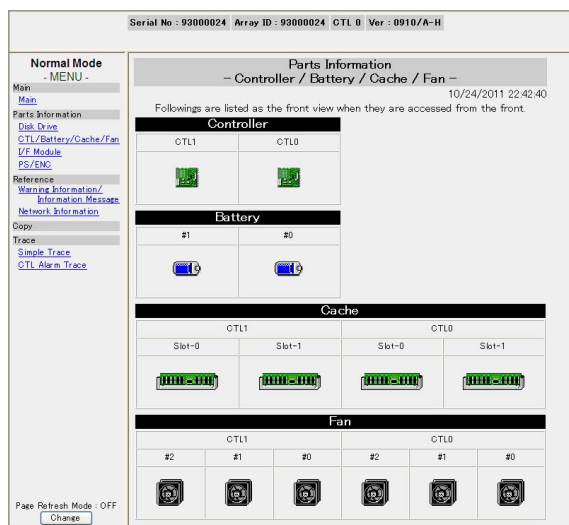 Serial No : 93000024 Array ID : 93000024 CTL 0 Ver : 0910/A-H
Normal Mode
- MENU -
Main
Main
Parts Information
Disk Drive
CTL/Battery/Cache/Fan
I/F Module
PS/ENC
Reference
Warning Information/
Information Message
Network Information
Copy
Trace
Simple Trace
CTL Alarm Trace
Page Refresh Mode : OFF
Change
Parts Information
- Controller / Battery / Cache / Fan -
10/24/2011 22:42:40
Followings are listed as the front view when they are accessed from the front.
Controller
CTL1 CTL0
Battery
#1 #0
Cache
CTL1 CTL0
Slot-0 Slot-1 Slot-0 Slot-1
Fan
CTL1 CTL0
#2 #1 #0 #2 #1 #0